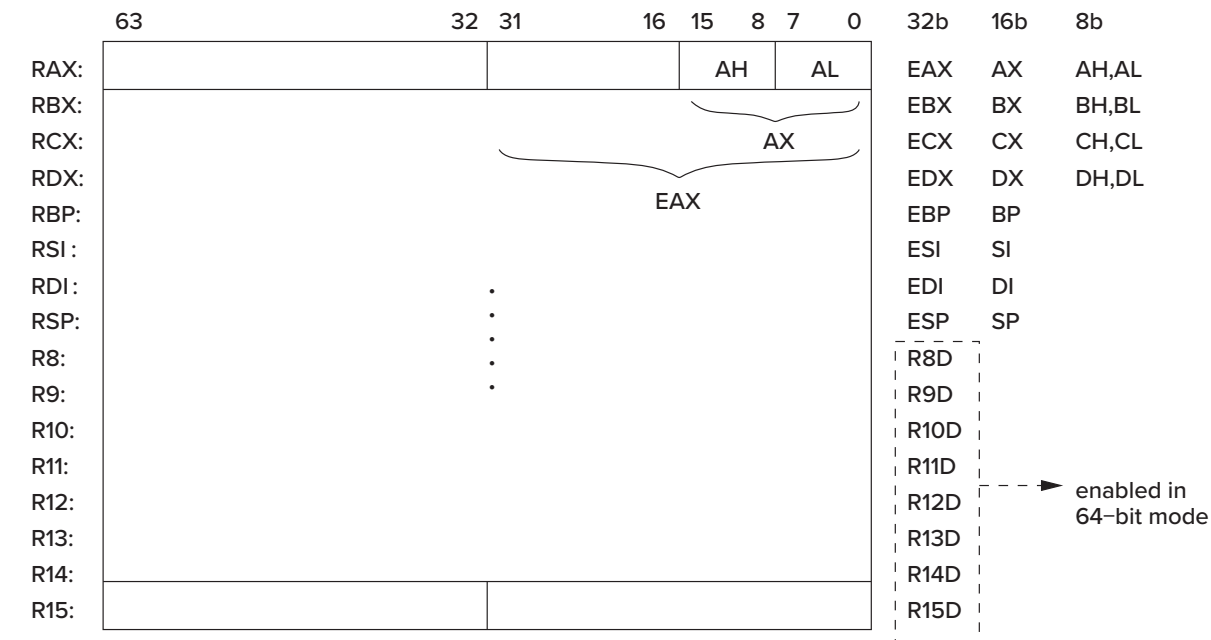 63 32 31 16 15 8 7 0 32b 16b 8b
RAX: AH AL EAX AX AH,AL
RBX: EBX BX BH,BL
RCX: AX ECX CX CH,CL
RDX: EDX DX DH,DL
EAX
RBP: EBP BP
RSI : ESI SI
RDI : EDI DI
RSP: ESP SP
R8: R8D
R9: R9D
R10: R10D
R11: R11D
enabled in
R12: R12D
64-bit mode
R13: R13D
R14: R14D
R15: R15D